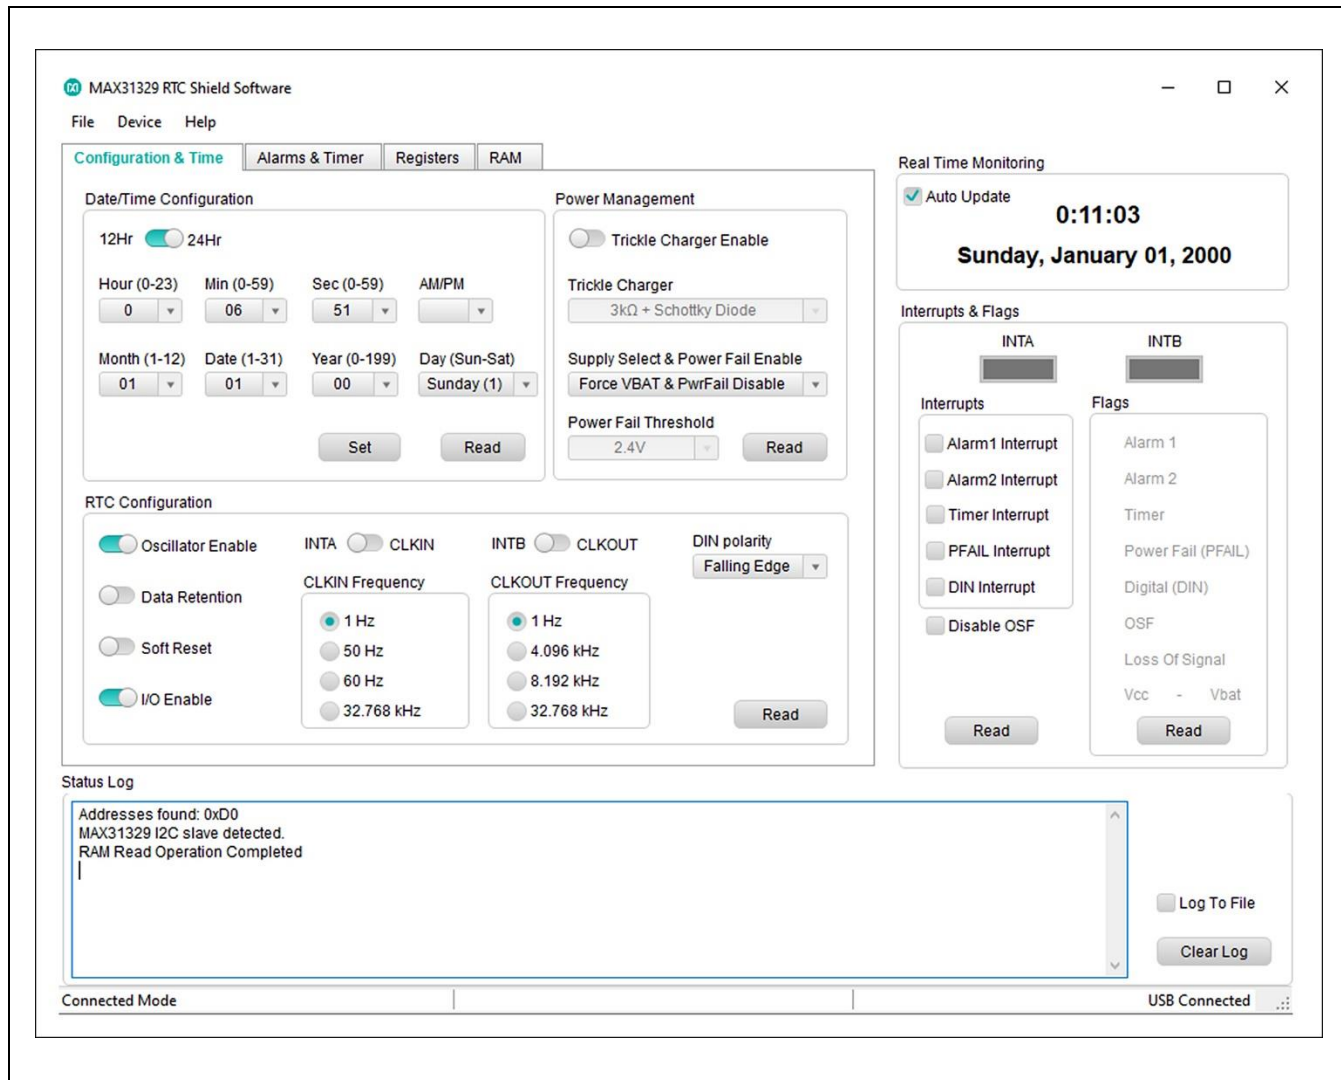 MAX31329 RTC Shield Software
File Device Help
Configuration & Time Alarms & Timer Registers RAM
Date/Time Configuration
12Hr 24Hr
Hour (0-23) Min (0-59) Sec (0-59) AM/PM
0 06 51
Month (1-12) Date (1-31) Year (0-199) Day (Sun-Sat)
01 01 00 Sunday (1)
Set Read
Power Management
Trickle Charger Enable
Trickle Charger
3kΩ + Schottky Diode
Supply Select & Power Fail Enable
Force VBAT & PwrFail Disable
Power Fail Threshold
2.4V Read
RTC Configuration
Oscillator Enable
Data Retention
Soft Reset
I/O Enable
INTA CLKIN
CLKIN Frequency
1 Hz
50 Hz
60 Hz
32.768 kHz
INTB CLKOUT
CLKOUT Frequency
1 Hz
4.096 kHz
8.192 kHz
32.768 kHz
DIN polarity
Falling Edge
Read
Real Time Monitoring
Auto Update
0:11:03
Sunday, January 01, 2000
Interrupts & Flags
INTA INTB
Interrupts
Alarm1 Interrupt
Alarm2 Interrupt
Timer Interrupt
PFAIL Interrupt
DIN Interrupt
Disable OSF
Read
Flags
Alarm 1
Alarm 2
Timer
Power Fail (PFAIL)
Digital (DIN)
OSF
Loss Of Signal
Vcc - Vbat
Read
Status Log
Addresses found: 0xD0
MAX31329 I2C slave detected.
RAM Read Operation Completed
Log To File
Clear Log
Connected Mode USB Connected